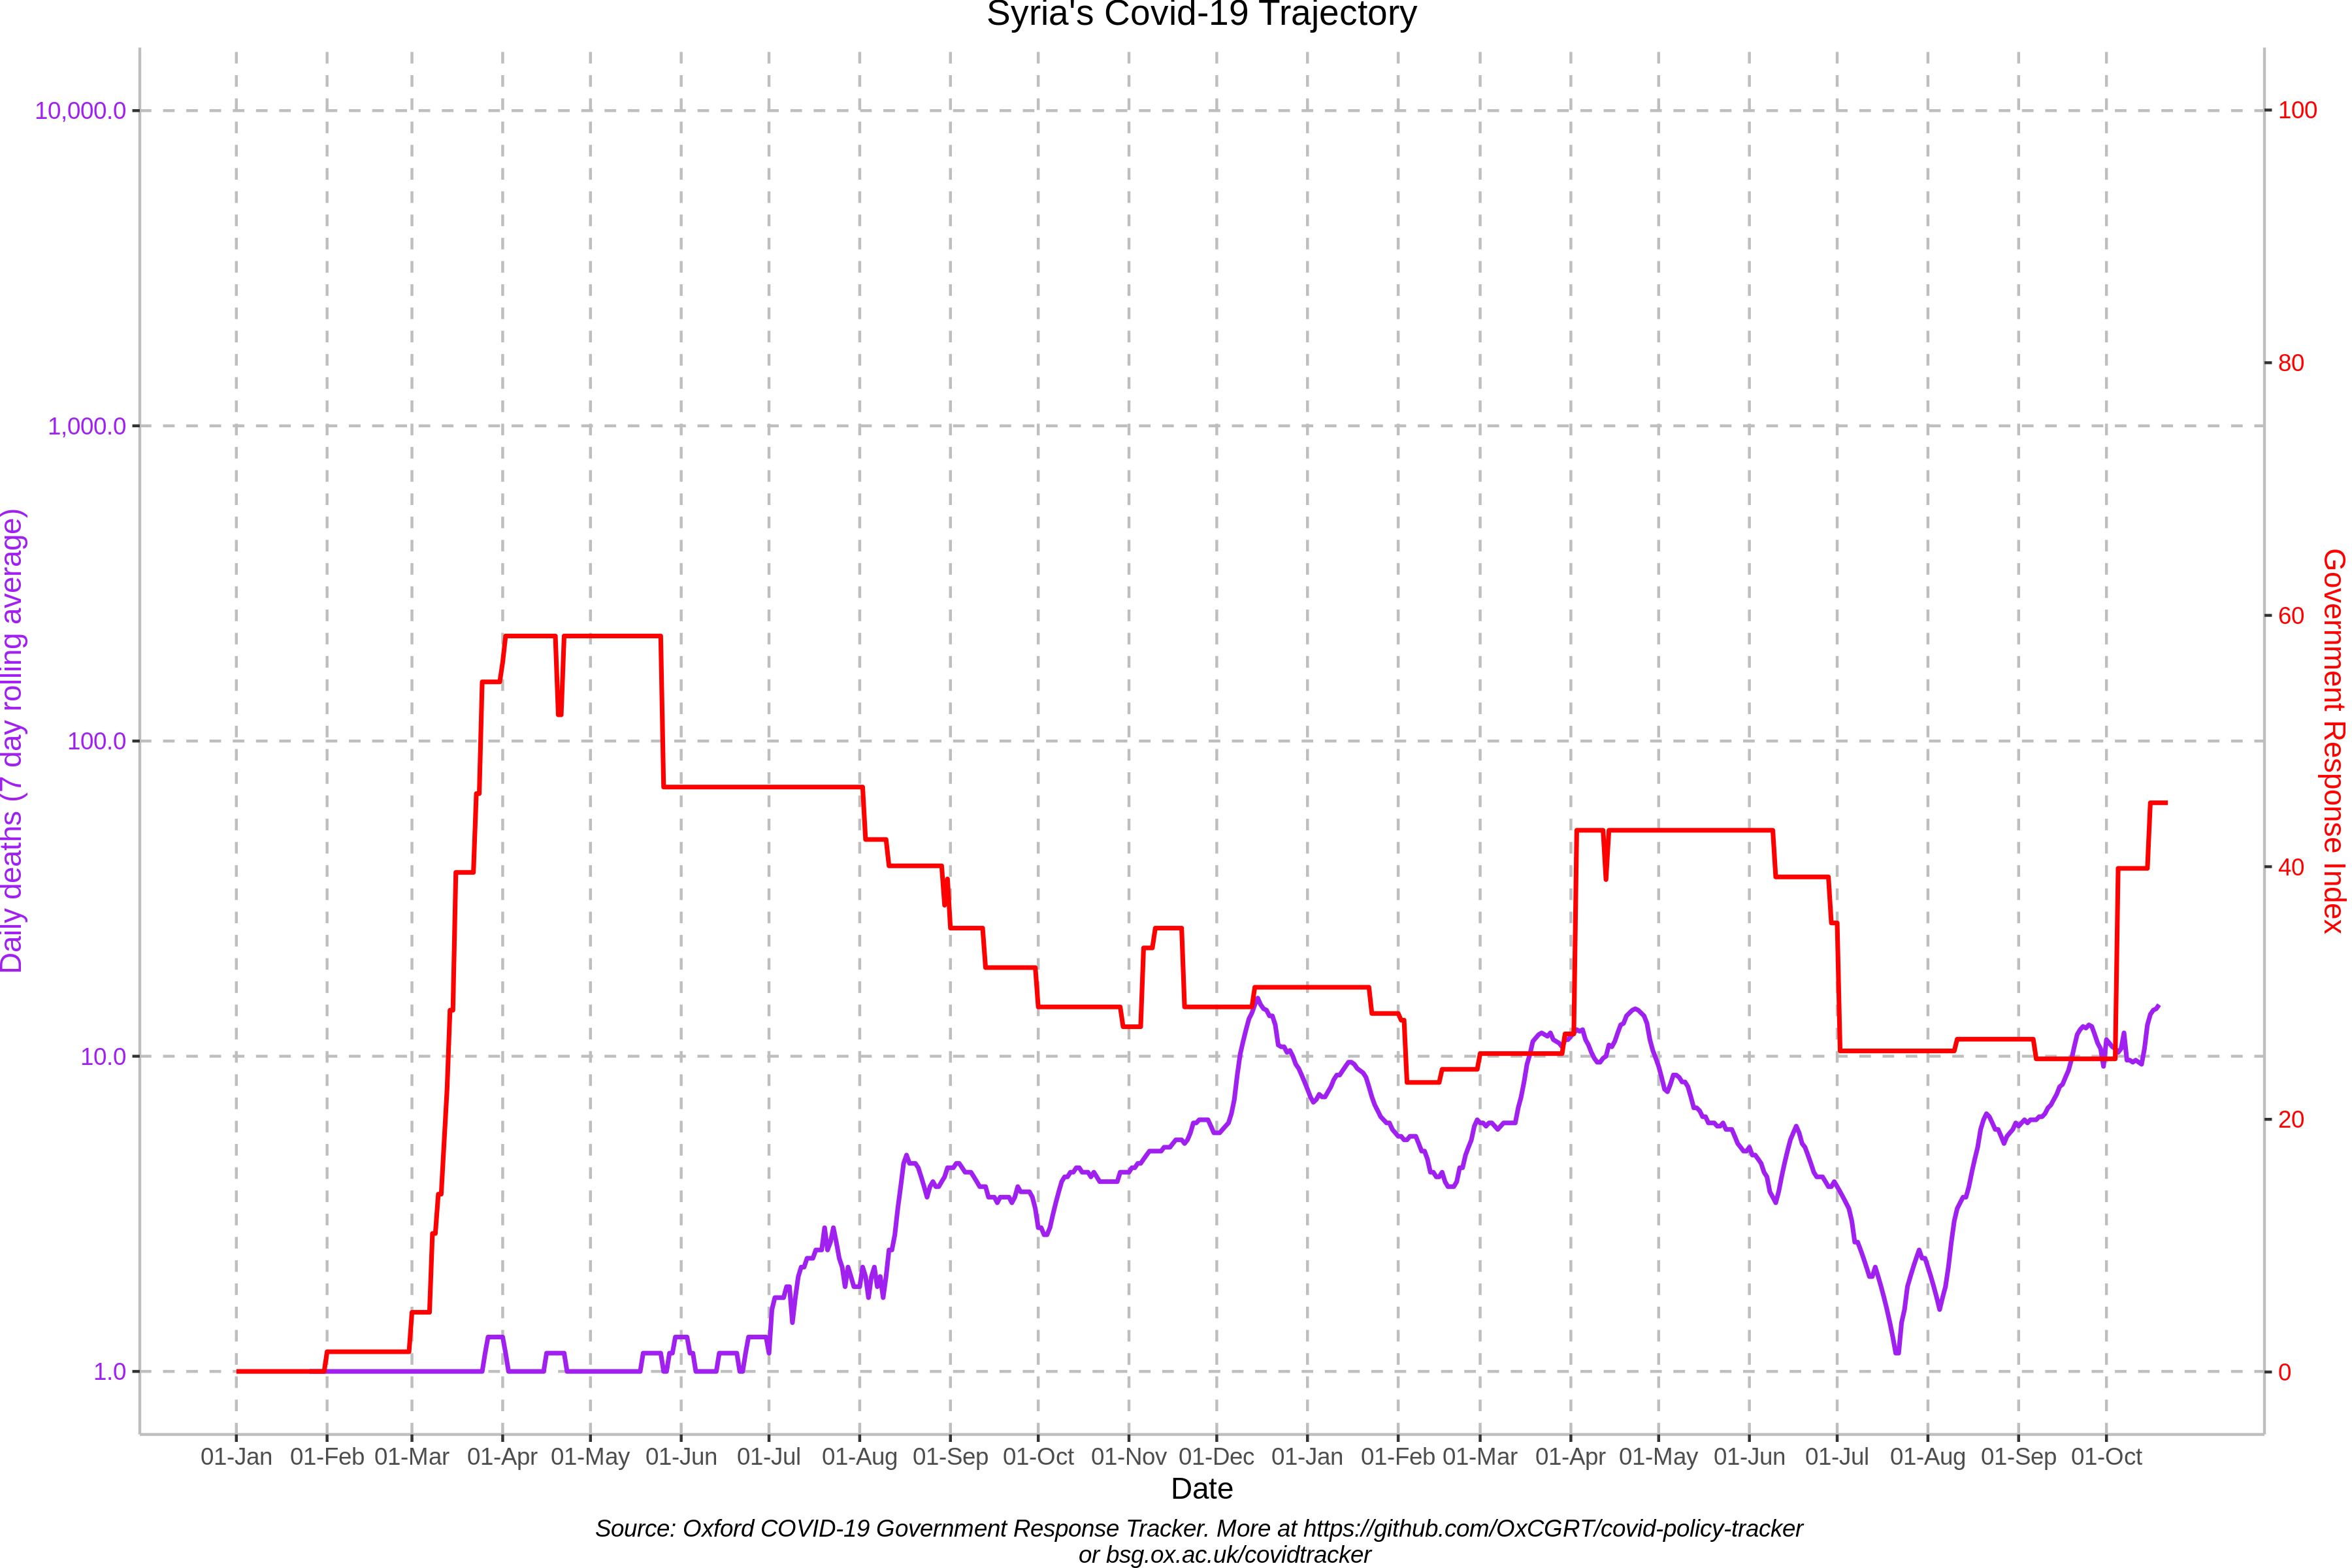 Syria's Covid-19 Trajectory
10,000.0
1,000.0
100.0
10.0
1.0
Daily deaths (7 day rolling average)
100
80
60
40
20
0
Government Response Index
01-Jan 01-Feb 01-Mar 01-Apr 01-May 01-Jun 01-Jul 01-Aug 01-Sep 01-Oct 01-Nov 01-Dec 01-Jan 01-Feb 01-Mar 01-Apr 01-May 01-Jun 01-Jul 01-Aug 01-Sep 01-Oct
Date
Source: Oxford COVID-19 Government Response Tracker. More at https://github.com/OxCGRT/covid-policy-tracker
or bsg.ox.ac.uk/covidtracker